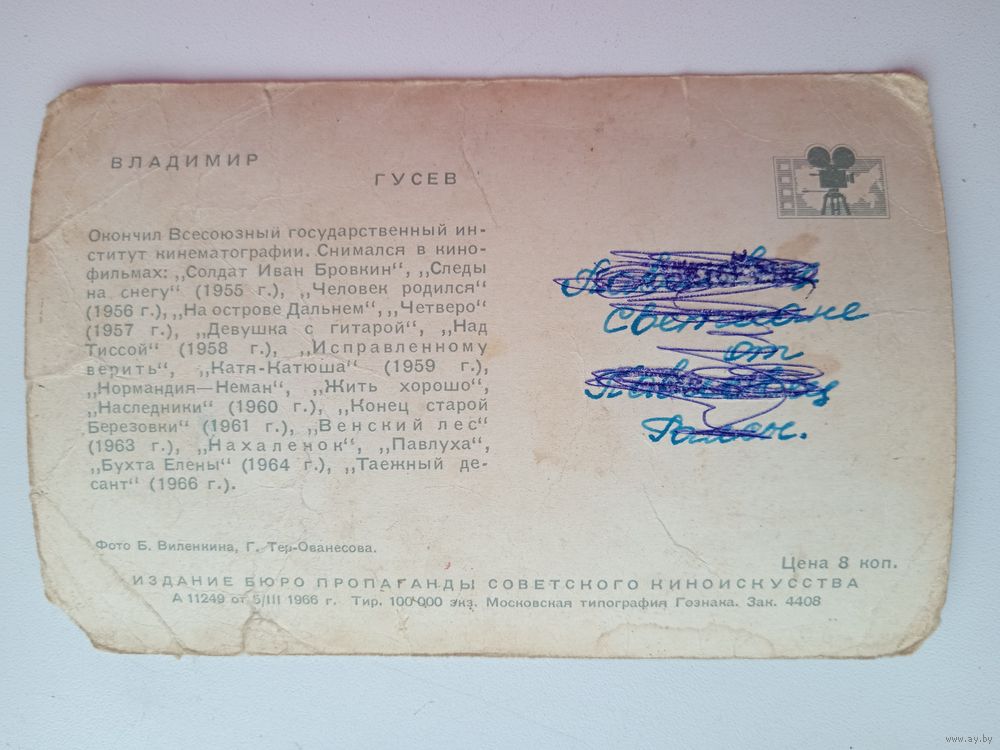 ВЛАДИМИР
ГУСЕВ
Окончил Всесоюзный государственный ин-
ститут кинематографии. Снимался в кино-
фильмах: „Солдат Иван Бровкин“, „Следы
на снегу“ (1955 г.), „Человек родился“
(1956 г.), „На острове Дальнем“, „Четверо“
(1957 г.), „Девушка с гитарой“, „Над
Тиссой“ (1958 г.), „Исправленному
верить“, „Катя-Катюша“ (1959 г.),
„Нормандия—Неман“, „Жить хорошо“,
„Наследники“ (1960 г.), „Конец старой
Березовки“ (1961 г.), „Венский лес“
(1963 г.), „Нахаленок“, „Павлуха“,
„Бухта Елены“ (1964 г.), „Таежный де-
сант“ (1966 г.).
Светлане
от
Фото Б. Виленкина, Г. Тер-Ованесова.
Цена 8 коп.
ИЗДАНИЕ БЮРО ПРОПАГАНДЫ СОВЕТСКОГО КИНОИСКУССТВА
А 11249 от 5/III 1966 г. Тир. 100 000 экз. Московская типография Гознака. Зак. 4408
www.ay.by